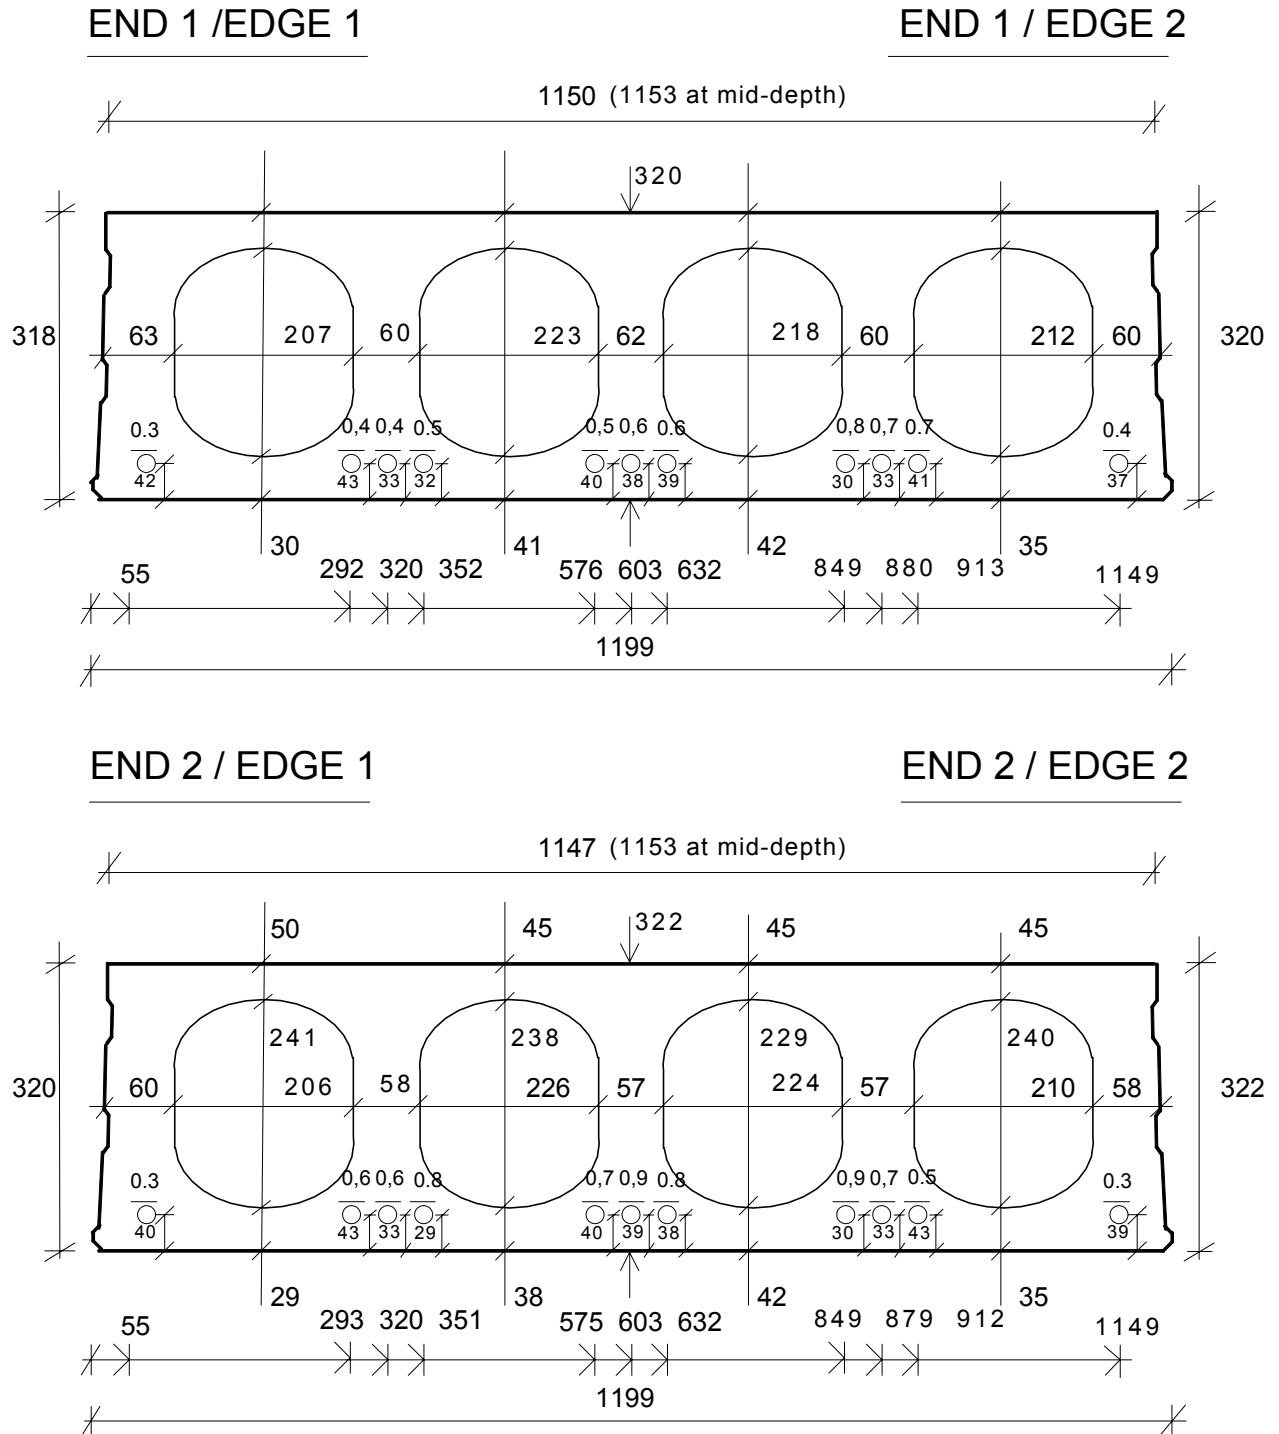 END 1 /EDGE 1 END 1 / EDGE 2
1150 (1153 at mid-depth)
320
318 63 207 60 223 62 218 60 212 60 320
0.3 0,4 0,4 0.5 0,5 0,6 0.6 0,8 0,7 0.7 0.4
42 43 33 32 40 38 39 30 33 41 37
30 41 42 35
55 292 320 352 576 603 632 849 880 913 1149
1199
END 2 / EDGE 1 END 2 / EDGE 2
1147 (1153 at mid-depth)
50 45 322 45 45
241 238 229 240
320 60 206 58 226 57 224 57 210 58 322
0.3 0,6 0,6 0.8 0,7 0,9 0.8 0,9 0,7 0.5 0.3
40 43 33 29 40 39 38 30 33 43 39
29 38 42 35
55 293 320 351 575 603 632 849 879 912 1149
1199